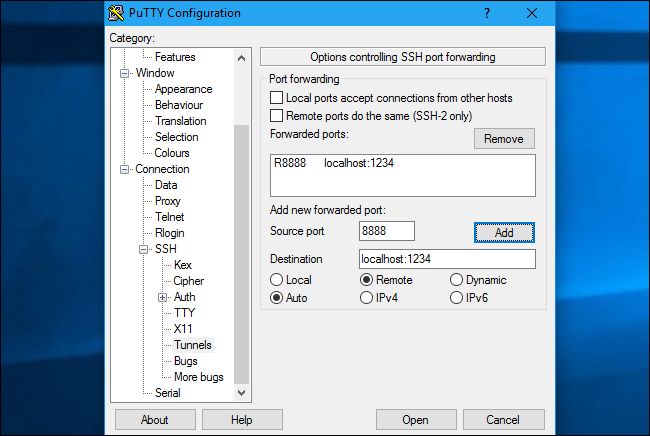 PuTTY Configuration
?
Category:
Features
Window
Appearance
Behaviour
Translation
Selection
Colours
Connection
Data
Proxy
Telnet
Rlogin
SSH
Kex
Cipher
Auth
TTY
X11
Tunnels
Bugs
More bugs
Serial
Options controlling SSH port forwarding
Port forwarding
Local ports accept connections from other hosts
Remote ports do the same (SSH-2 only)
Forwarded ports:
Remove
R8888 localhost:1234
Add new forwarded port:
Source port 8888 Add
Destination localhost:1234
Local Remote Dynamic
Auto IPv4 IPv6
About Help Open Cancel